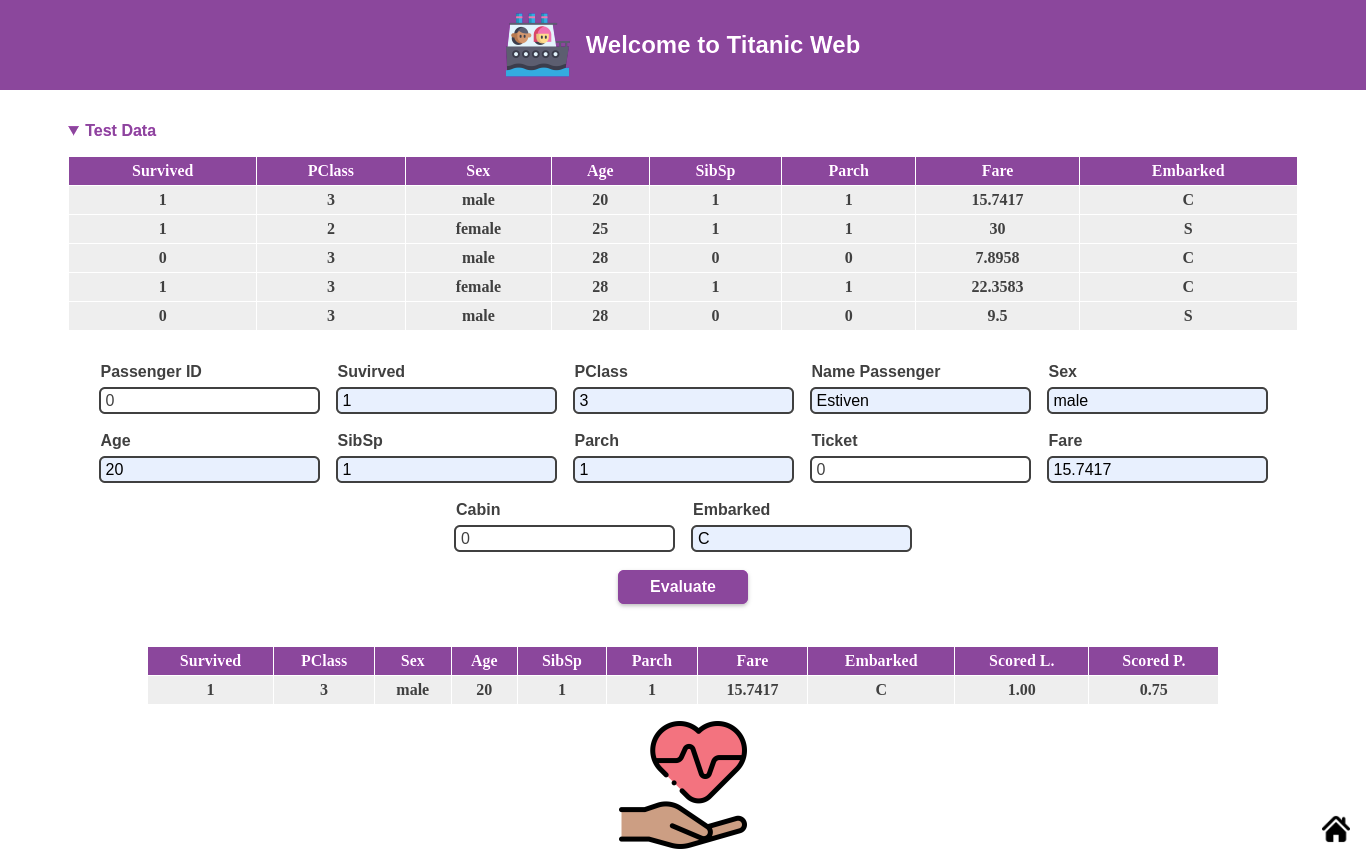 Welcome to Titanic Web
▼ Test Data
Survived PClass Sex Age SibSp Parch Fare Embarked
1 3 male 20 1 1 15.7417 C
1 2 female 25 1 1 30 S
0 3 male 28 0 0 7.8958 C
1 3 female 28 1 1 22.3583 C
0 3 male 28 0 0 9.5 S
Passenger ID Suvirved PClass Name Passenger Sex
0 1 3 Estiven male
Age SibSp Parch Ticket Fare
20 1 1 0 15.7417
Cabin Embarked
0 C
Evaluate
Survived PClass Sex Age SibSp Parch Fare Embarked Scored L. Scored P.
1 3 male 20 1 1 15.7417 C 1.00 0.75